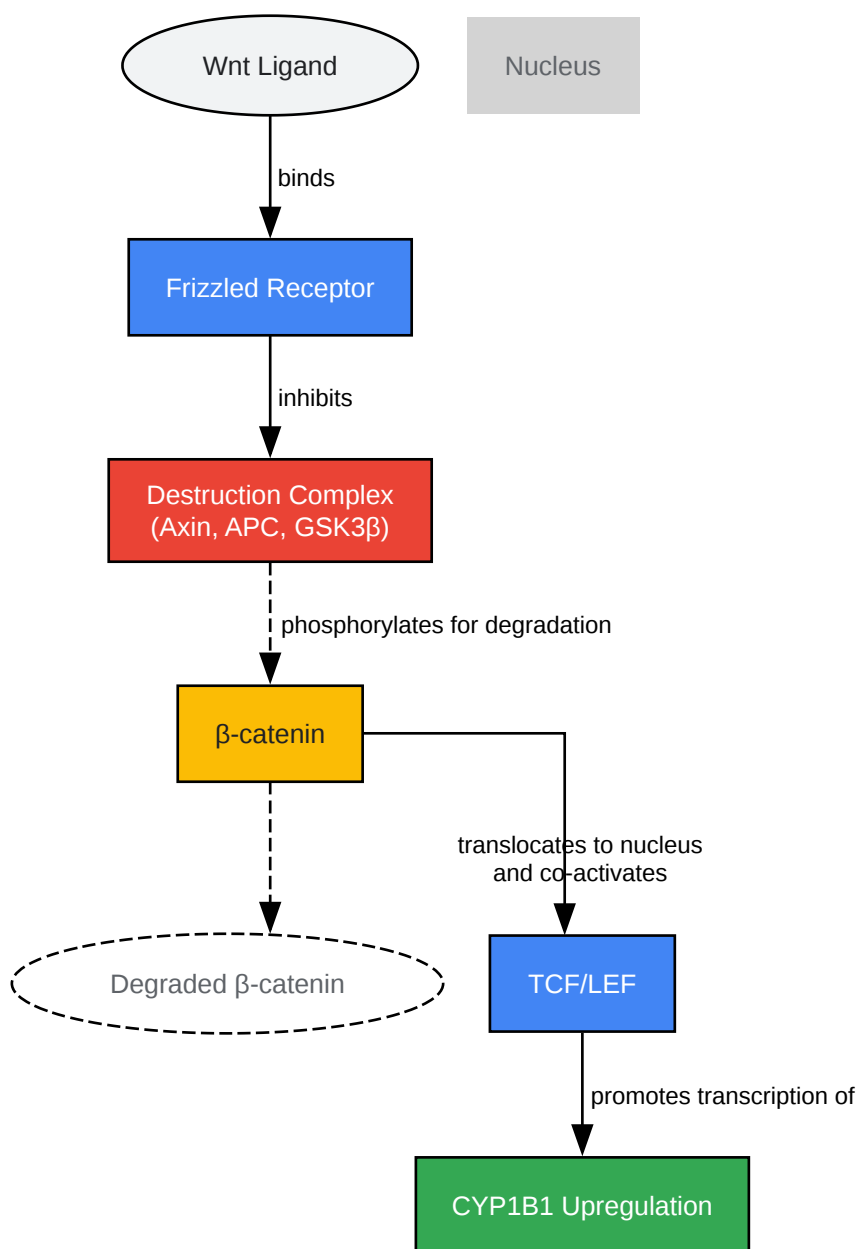 Wnt Ligand
Nucleus
binds
Frizzled Receptor
inhibits
Destruction Complex
(Axin, APC, GSK3β)
phosphorylates for degradation
β-catenin
translocates to nucleus
and co-activates
Degraded β-catenin
TCF/LEF
promotes transcription of
CYP1B1 Upregulation